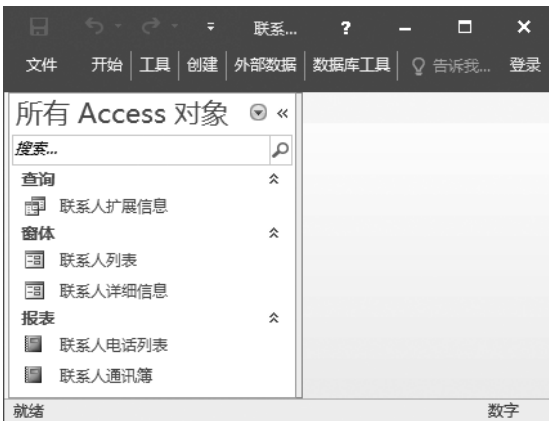 联系... ?
文件 开始 工具 创建 外部数据 数据库工具 告诉我... 登录
所有 Access 对象 «
搜索...
查询
联系人扩展信息
窗体
联系人列表
联系人详细信息
报表
联系人电话列表
联系人通讯簿
就绪 数字